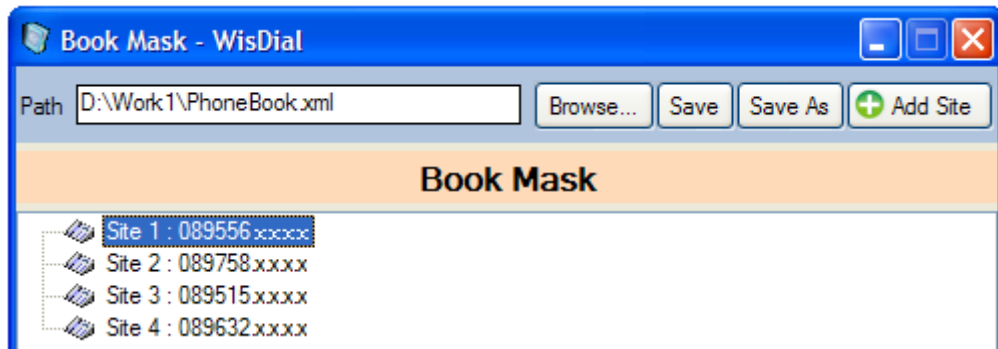 Book Mask - WisDial
Path D:\Work1\PhoneBook.xml Browse... Save Save As Add Site
Book Mask
Site 1 : 089556xxxx
Site 2 : 089758xxxx
Site 3 : 089515xxxx
Site 4 : 089632xxxx